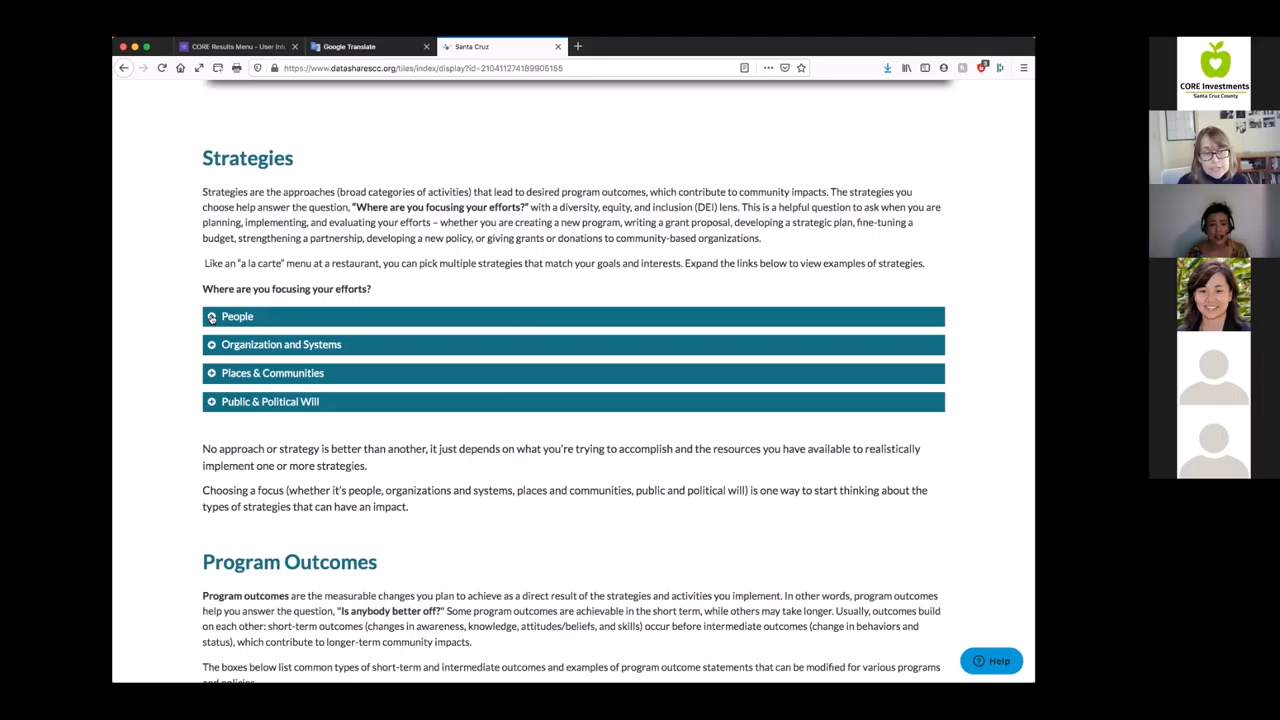 CORE Results Menu - User Int
Google Translate
Santa Cruz
https://www.datasharescc.org/tiles/index/display?id=210411274189905155
Strategies
Strategies are the approaches (broad categories of activities) that lead to desired program outcomes, which contribute to community impacts. The strategies you
choose help answer the question, "Where are you focusing your efforts?" with a diversity, equity, and inclusion (DEI) lens. This is a helpful question to ask when you are
planning, implementing, and evaluating your efforts – whether you are creating a new program, writing a grant proposal, developing a strategic plan, fine-tuning a
budget, strengthening a partnership, developing a new policy, or giving grants or donations to community-based organizations.
Like an "a la carte" menu at a restaurant, you can pick multiple strategies that match your goals and interests. Expand the links below to view examples of strategies.
Where are you focusing your efforts?
People
Organization and Systems
Places & Communities
Public & Political Will
No approach or strategy is better than another, it just depends on what you're trying to accomplish and the resources you have available to realistically
implement one or more strategies.
Choosing a focus (whether it's people, organizations and systems, places and communities, public and political will) is one way to start thinking about the
types of strategies that can have an impact.
Program Outcomes
Program outcomes are the measurable changes you plan to achieve as a direct result of the strategies and activities you implement. In other words, program outcomes
help you answer the question, "Is anybody better off?" Some program outcomes are achievable in the short term, while others may take longer. Usually, outcomes build
on each other: short-term outcomes (changes in awareness, knowledge, attitudes/beliefs, and skills) occur before intermediate outcomes (change in behaviors and
status), which contribute to longer-term community impacts.
The boxes below list common types of short-term and intermediate outcomes and examples of program outcome statements that can be modified for various programs
and policies.
Help
CORE Investments
Santa Cruz County